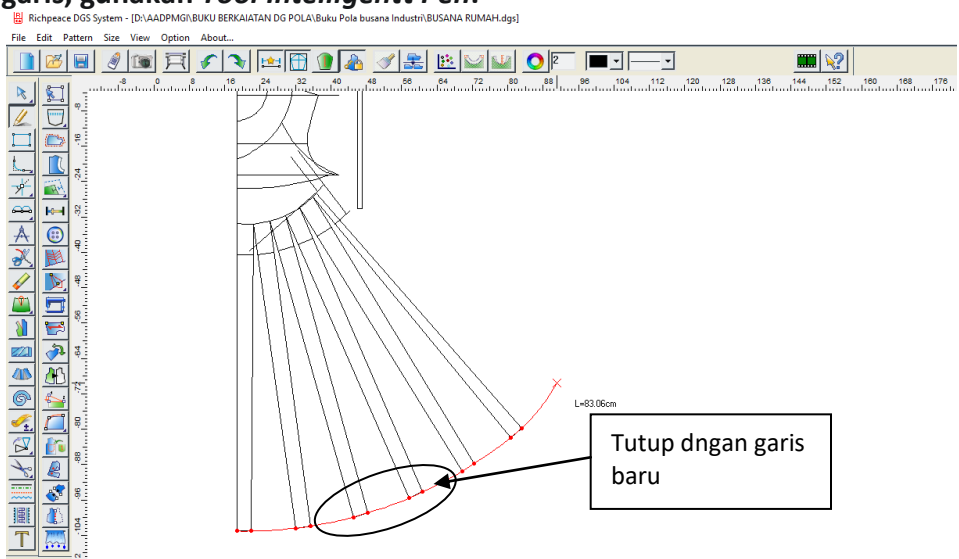 garis, gunakan Tool Intelligentt Pen.
Richpeace DGS System - [D:\AADPMGI\BUKU BERKAIATAN DG POLA\Buku Pola busana Industri\BUSANA RUMAH.dgs]
File Edit Pattern Size View Option About...
2
-8 0 8 16 24 32 40 48 56 64 72 80 88 96 104 112 120 128 136 144 152 160 168 176
-8
-16
-24
-32
-40
-48
-56
-64
-72
-80
-88
-96
-104
L=83.06cm
Tutup dngan garis
baru